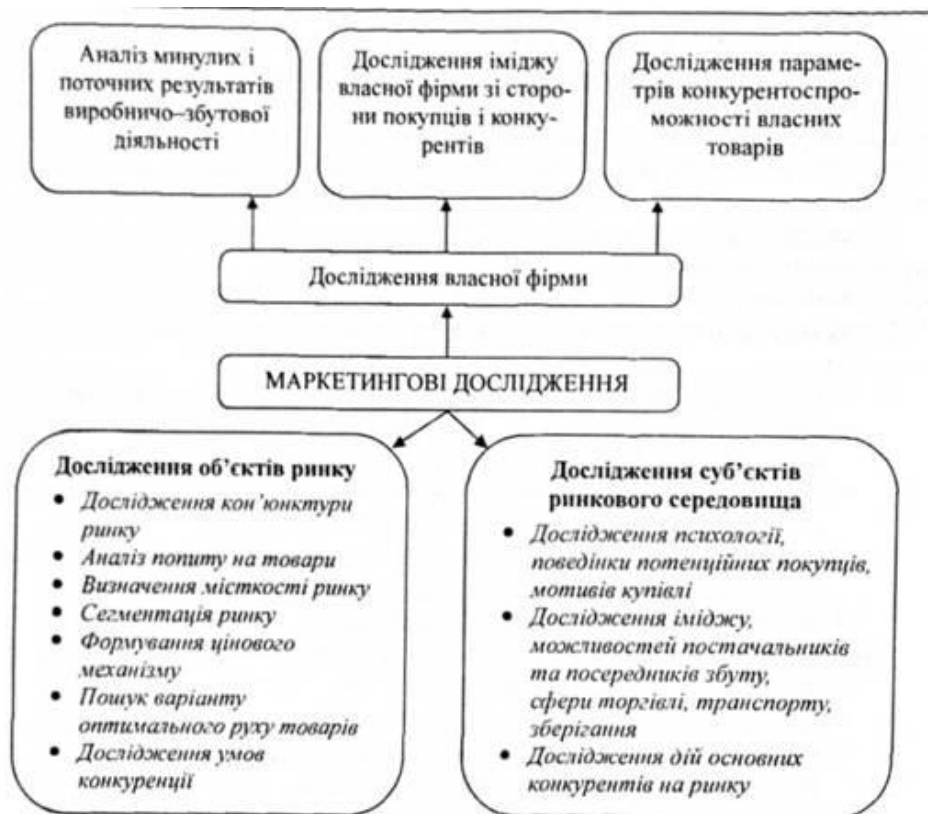 Аналіз минулих і
поточних результатів
виробничо–збутової
діяльності
Дослідження іміджу
власної фірми зі сторо-
ни покупців і конку-
рентів
Дослідження параме-
трів конкурентоспро-
можності власних
товарів
Дослідження власної фірми
МАРКЕТИНГОВІ ДОСЛІДЖЕННЯ
Дослідження об’єктів ринку
• Дослідження кон’юнктури
ринку
• Аналіз попиту на товари
• Визначення місткості ринку
• Сегментація ринку
• Формування цінового
механізму
• Пошук варіанту
оптимального руху товарів
• Дослідження умов
конкуренції
Дослідження суб’єктів
ринкового середовища
• Дослідження психології,
поведінки потенційних покупців,
мотивів купівлі
• Дослідження іміджу,
можливостей постачальників
та посередників збуту,
сфери торгівлі, транспорту,
зберігання
• Дослідження дій основних
конкурентів на ринку